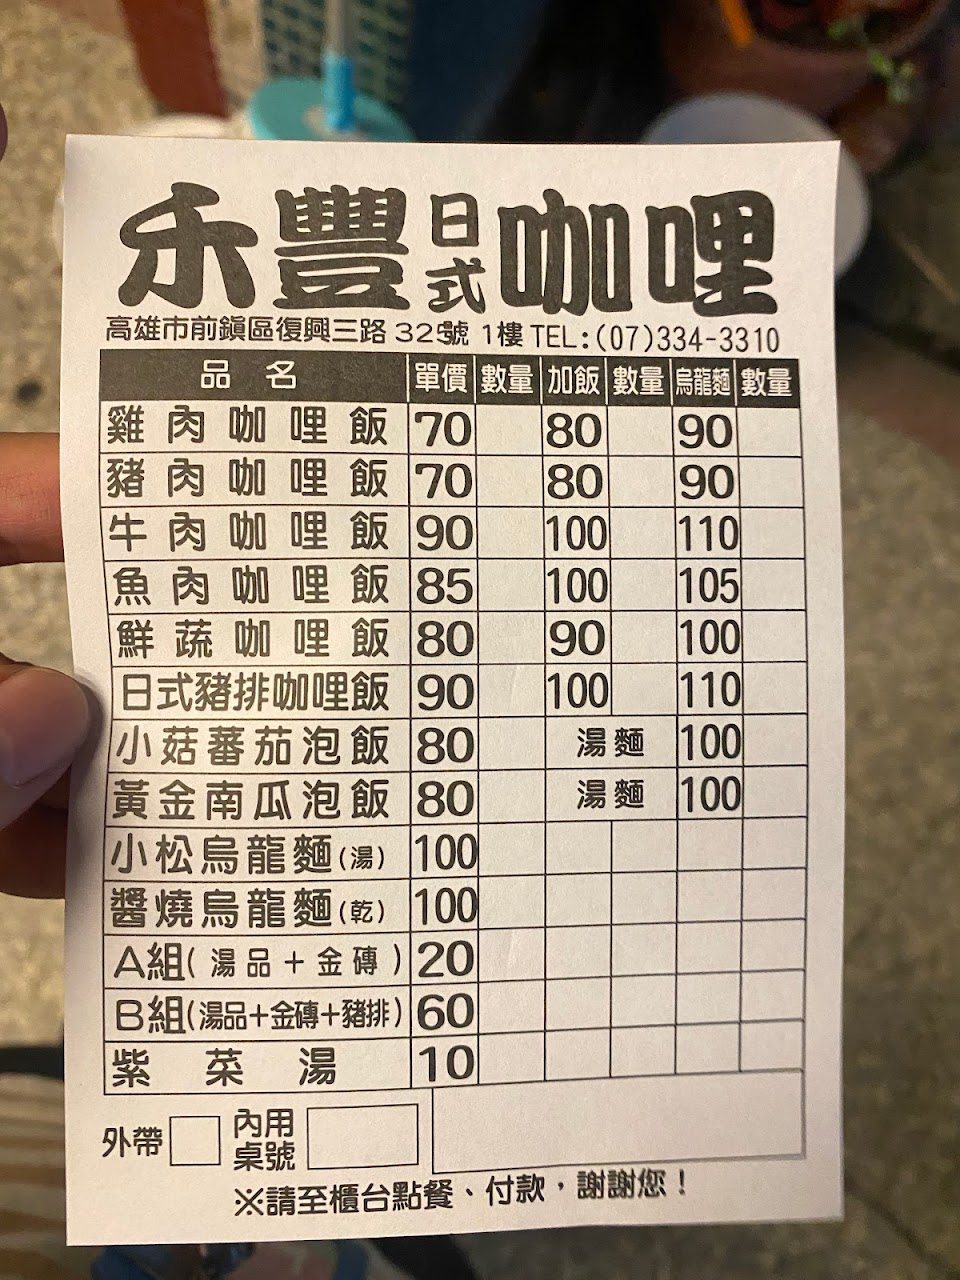 禾豐日式咖哩
高雄市前鎮區復興三路 325號 1樓 TEL:(07)334-3310
品名 單價 數量 加飯 數量 烏龍麵 數量
雞肉咖哩飯 70 80 90
豬肉咖哩飯 70 80 90
牛肉咖哩飯 90 100 110
魚肉咖哩飯 85 100 105
鮮蔬咖哩飯 80 90 100
日式豬排咖哩飯 90 100 110
小菇蕃茄泡飯 80 湯麵 100
黃金南瓜泡飯 80 湯麵 100
小松烏龍麵(湯) 100
醬燒烏龍麵(乾) 100
A組(湯品+金磚) 20
B組(湯品+金磚+豬排) 60
紫菜湯 10
外帶 內用桌號
※請至櫃台點餐、付款，謝謝您！